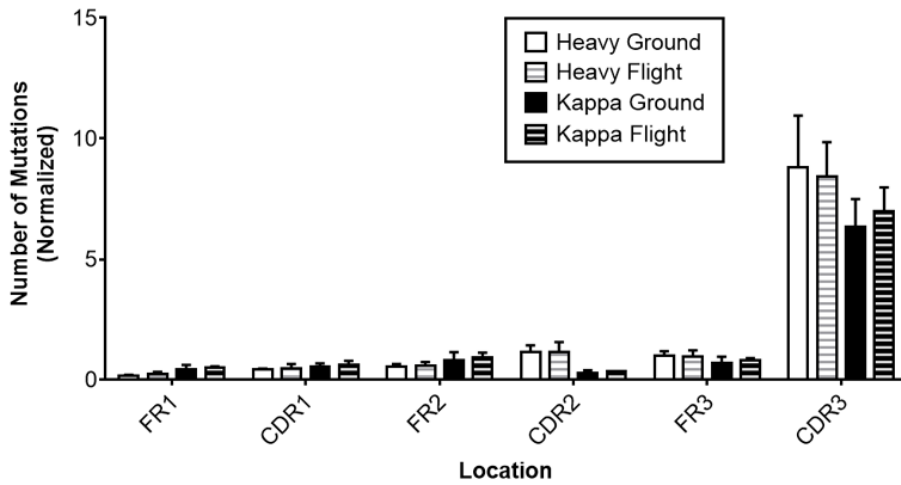 15
10
5
0
Number of Mutations
(Normalized)
Heavy Ground
Heavy Flight
Kappa Ground
Kappa Flight
FR1
CDR1
FR2
CDR2
FR3
CDR3
Location